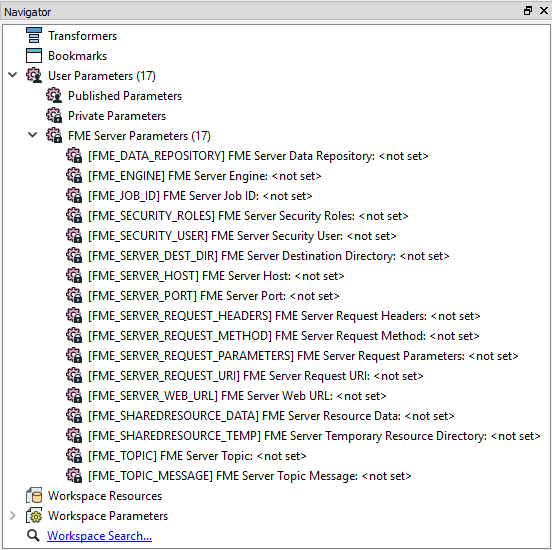 Navigator
Transformers
Bookmarks
User Parameters (17)
Published Parameters
Private Parameters
FME Server Parameters (17)
[FME_DATA_REPOSITORY] FME Server Data Repository: <not set>
[FME_ENGINE] FME Server Engine: <not set>
[FME_JOB_ID] FME Server Job ID: <not set>
[FME_SECURITY_ROLES] FME Server Security Roles: <not set>
[FME_SECURITY_USER] FME Server Security User: <not set>
[FME_SERVER_DEST_DIR] FME Server Destination Directory: <not set>
[FME_SERVER_HOST] FME Server Host: <not set>
[FME_SERVER_PORT] FME Server Port: <not set>
[FME_SERVER_REQUEST_HEADERS] FME Server Request Headers: <not set>
[FME_SERVER_REQUEST_METHOD] FME Server Request Method: <not set>
[FME_SERVER_REQUEST_PARAMETERS] FME Server Request Parameters: <not set>
[FME_SERVER_REQUEST_URI] FME Server Request URI: <not set>
[FME_SERVER_WEB_URL] FME Server Web URL: <not set>
[FME_SHAREDRESOURCE_DATA] FME Server Resource Data: <not set>
[FME_SHAREDRESOURCE_TEMP] FME Server Temporary Resource Directory: <not set>
[FME_TOPIC] FME Server Topic: <not set>
[FME_TOPIC_MESSAGE] FME Server Topic Message: <not set>
Workspace Resources
Workspace Parameters
Workspace Search...